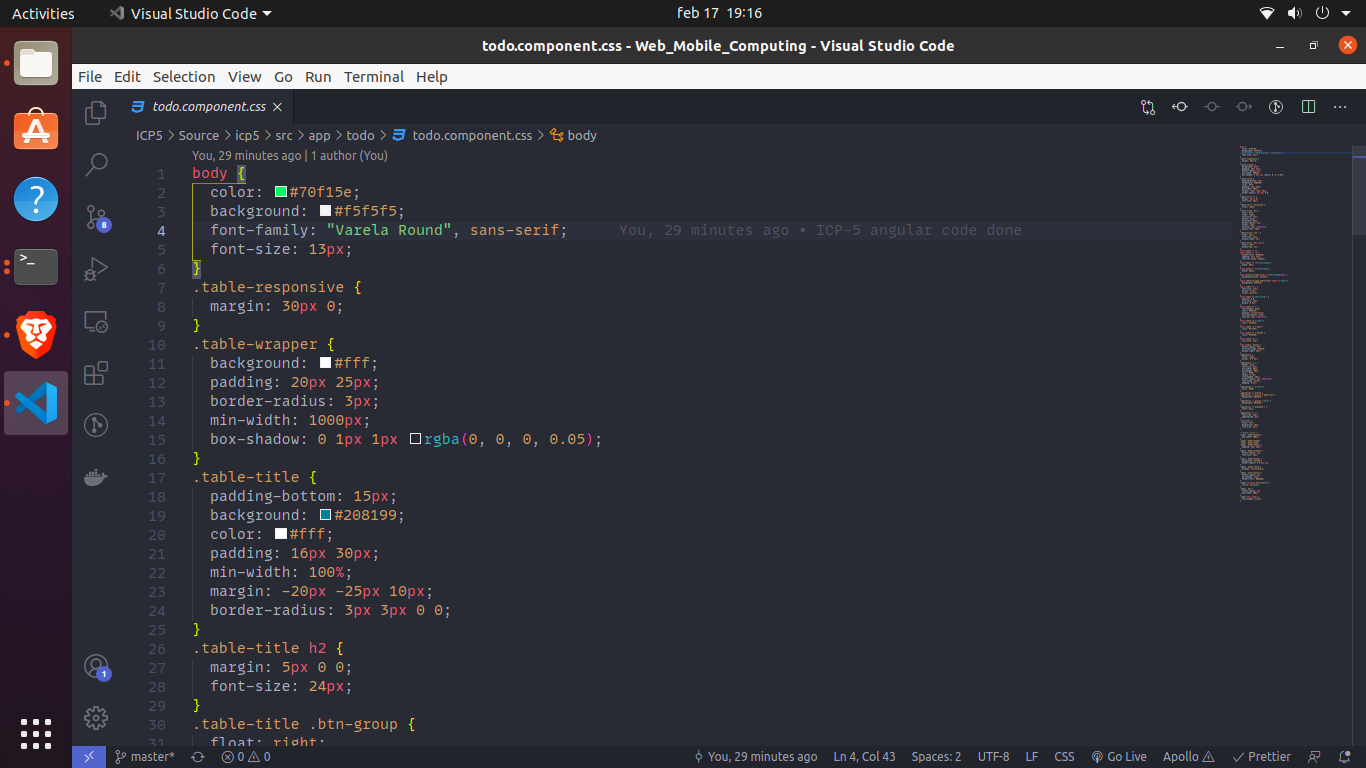 Activities
Visual Studio Code
feb 17 19:16
todo.component.css - Web_Mobile_Computing - Visual Studio Code
File Edit Selection View Go Run Terminal Help
todo.component.css
ICP5 > Source > icp5 > src > app > todo > todo.component.css > body
You, 29 minutes ago | 1 author (You)
1 body {
2 color: #70f15e;
3 background: #f5f5f5;
4 font-family: "Varela Round", sans-serif; You, 29 minutes ago • ICP-5 angular code done
5 font-size: 13px;
6 }
7 .table-responsive {
8 margin: 30px 0;
9 }
10 .table-wrapper {
11 background: #fff;
12 padding: 20px 25px;
13 border-radius: 3px;
14 min-width: 1000px;
15 box-shadow: 0 1px 1px rgba(0, 0, 0, 0.05);
16 }
17 .table-title {
18 padding-bottom: 15px;
19 background: #208199;
20 color: #fff;
21 padding: 16px 30px;
22 min-width: 100%;
23 margin: -20px -25px 10px;
24 border-radius: 3px 3px 0 0;
25 }
26 .table-title h2 {
27 margin: 5px 0 0;
28 font-size: 24px;
29 }
30 .table-title .btn-group {
31 float: right;
8
1
master* 0 0 You, 29 minutes ago Ln 4, Col 43 Spaces: 2 UTF-8 LF CSS Go Live Apollo Prettier